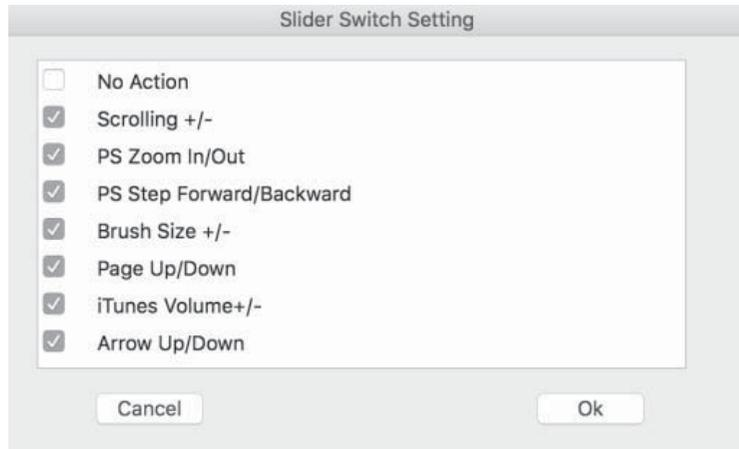 Slider Switch Setting
No Action
Scrolling +/-
PS Zoom In/Out
PS Step Forward/Backward
Brush Size +/-
Page Up/Down
iTunes Volume+/-
Arrow Up/Down
Cancel
Ok